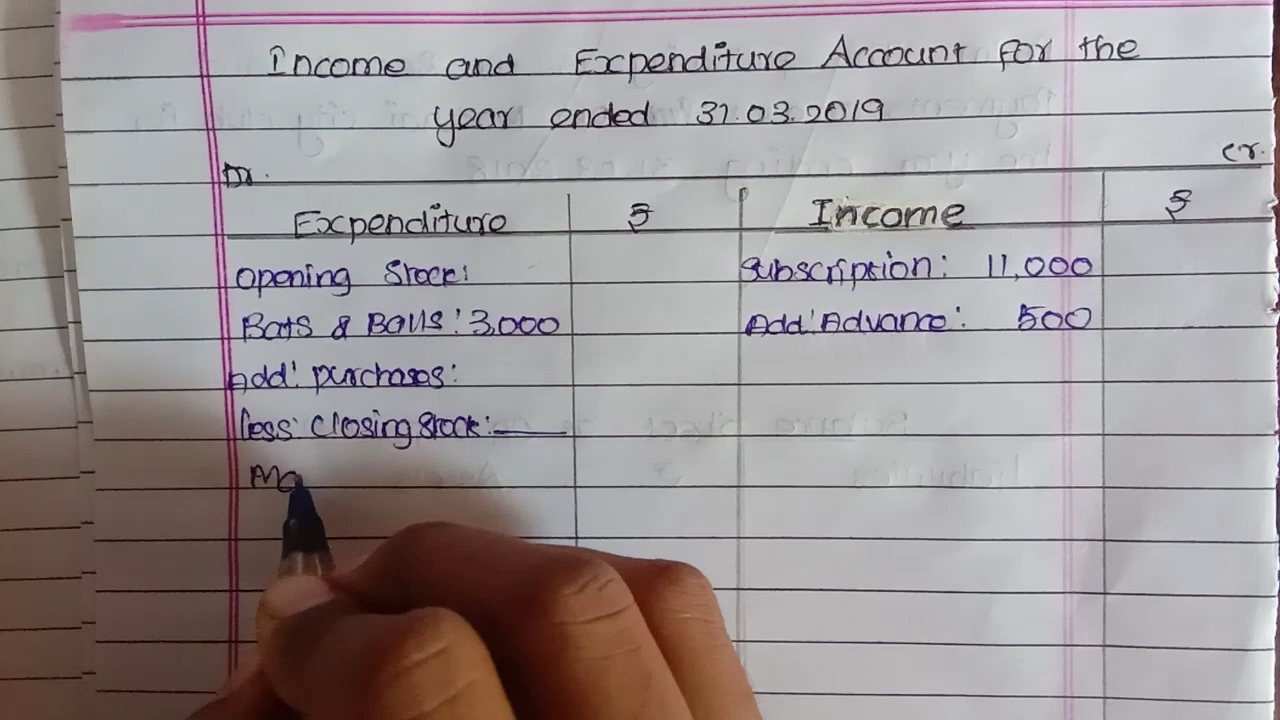 Income and Expenditure Account for the
year ended 31.03.2019
Dr. Cr.
Expenditure ₹ Income ₹
Opening Stock: Subscription: 11,000
Bats & Balls: 3,000 Add: Advance: 500
Add: purchases:
less: Closing Stock:
Ma